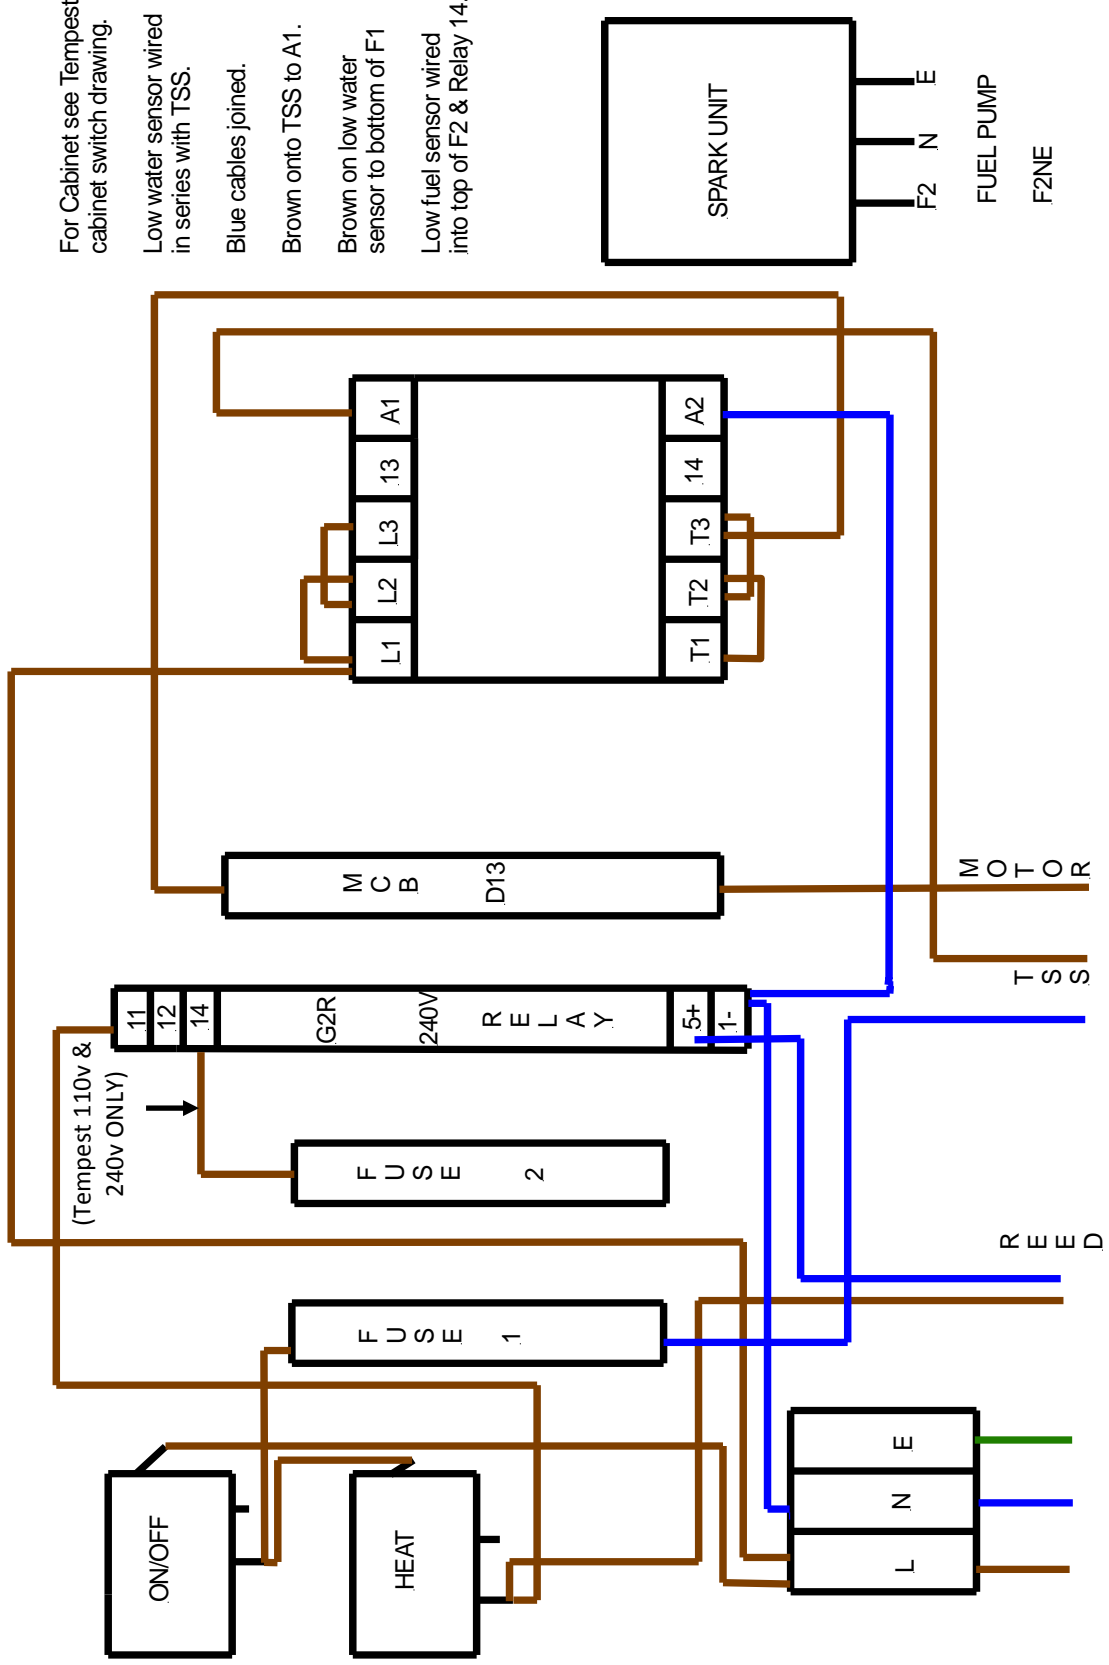 For Cabinet see Tempest
cabinet switch drawing.
Low water sensor wired
in series with TSS.
Blue cables joined.
Brown onto TSS to A1.
Brown on low water
sensor to bottom of F1
Low fuel sensor wired
into top of F2 & Relay 14.
SPARK UNIT
F2 N E
FUEL PUMP
F2NE
L1 L2 L3 13 A1
T1 T2 T3 14 A2
MCB
D13
MOTOR
11
12
14
G2R
240V
RELAY
5+
1-
TSS
(Tempest 110v &
240v ONLY)
FUSE
2
FUSE
1
REED
ON/OFF
HEAT
L N E